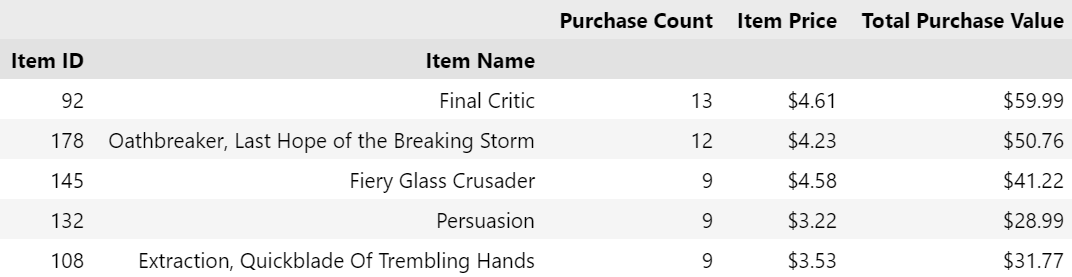 Purchase Count Item Price Total Purchase Value
Item ID Item Name
92 Final Critic 13 $4.61 $59.99
178 Oathbreaker, Last Hope of the Breaking Storm 12 $4.23 $50.76
145 Fiery Glass Crusader 9 $4.58 $41.22
132 Persuasion 9 $3.22 $28.99
108 Extraction, Quickblade Of Trembling Hands 9 $3.53 $31.77